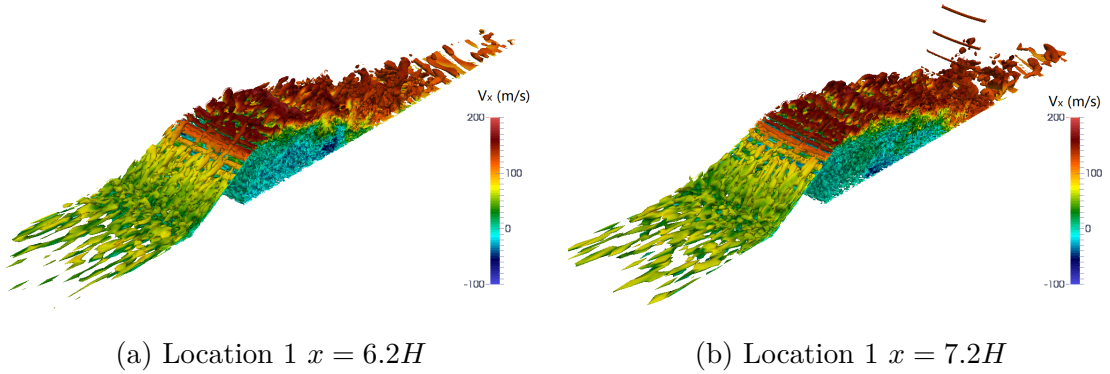 Vx (m/s)
200
100
0
-100
(a) Location 1 x = 6.2H
Vx (m/s)
200
100
0
-100
(b) Location 1 x = 7.2H